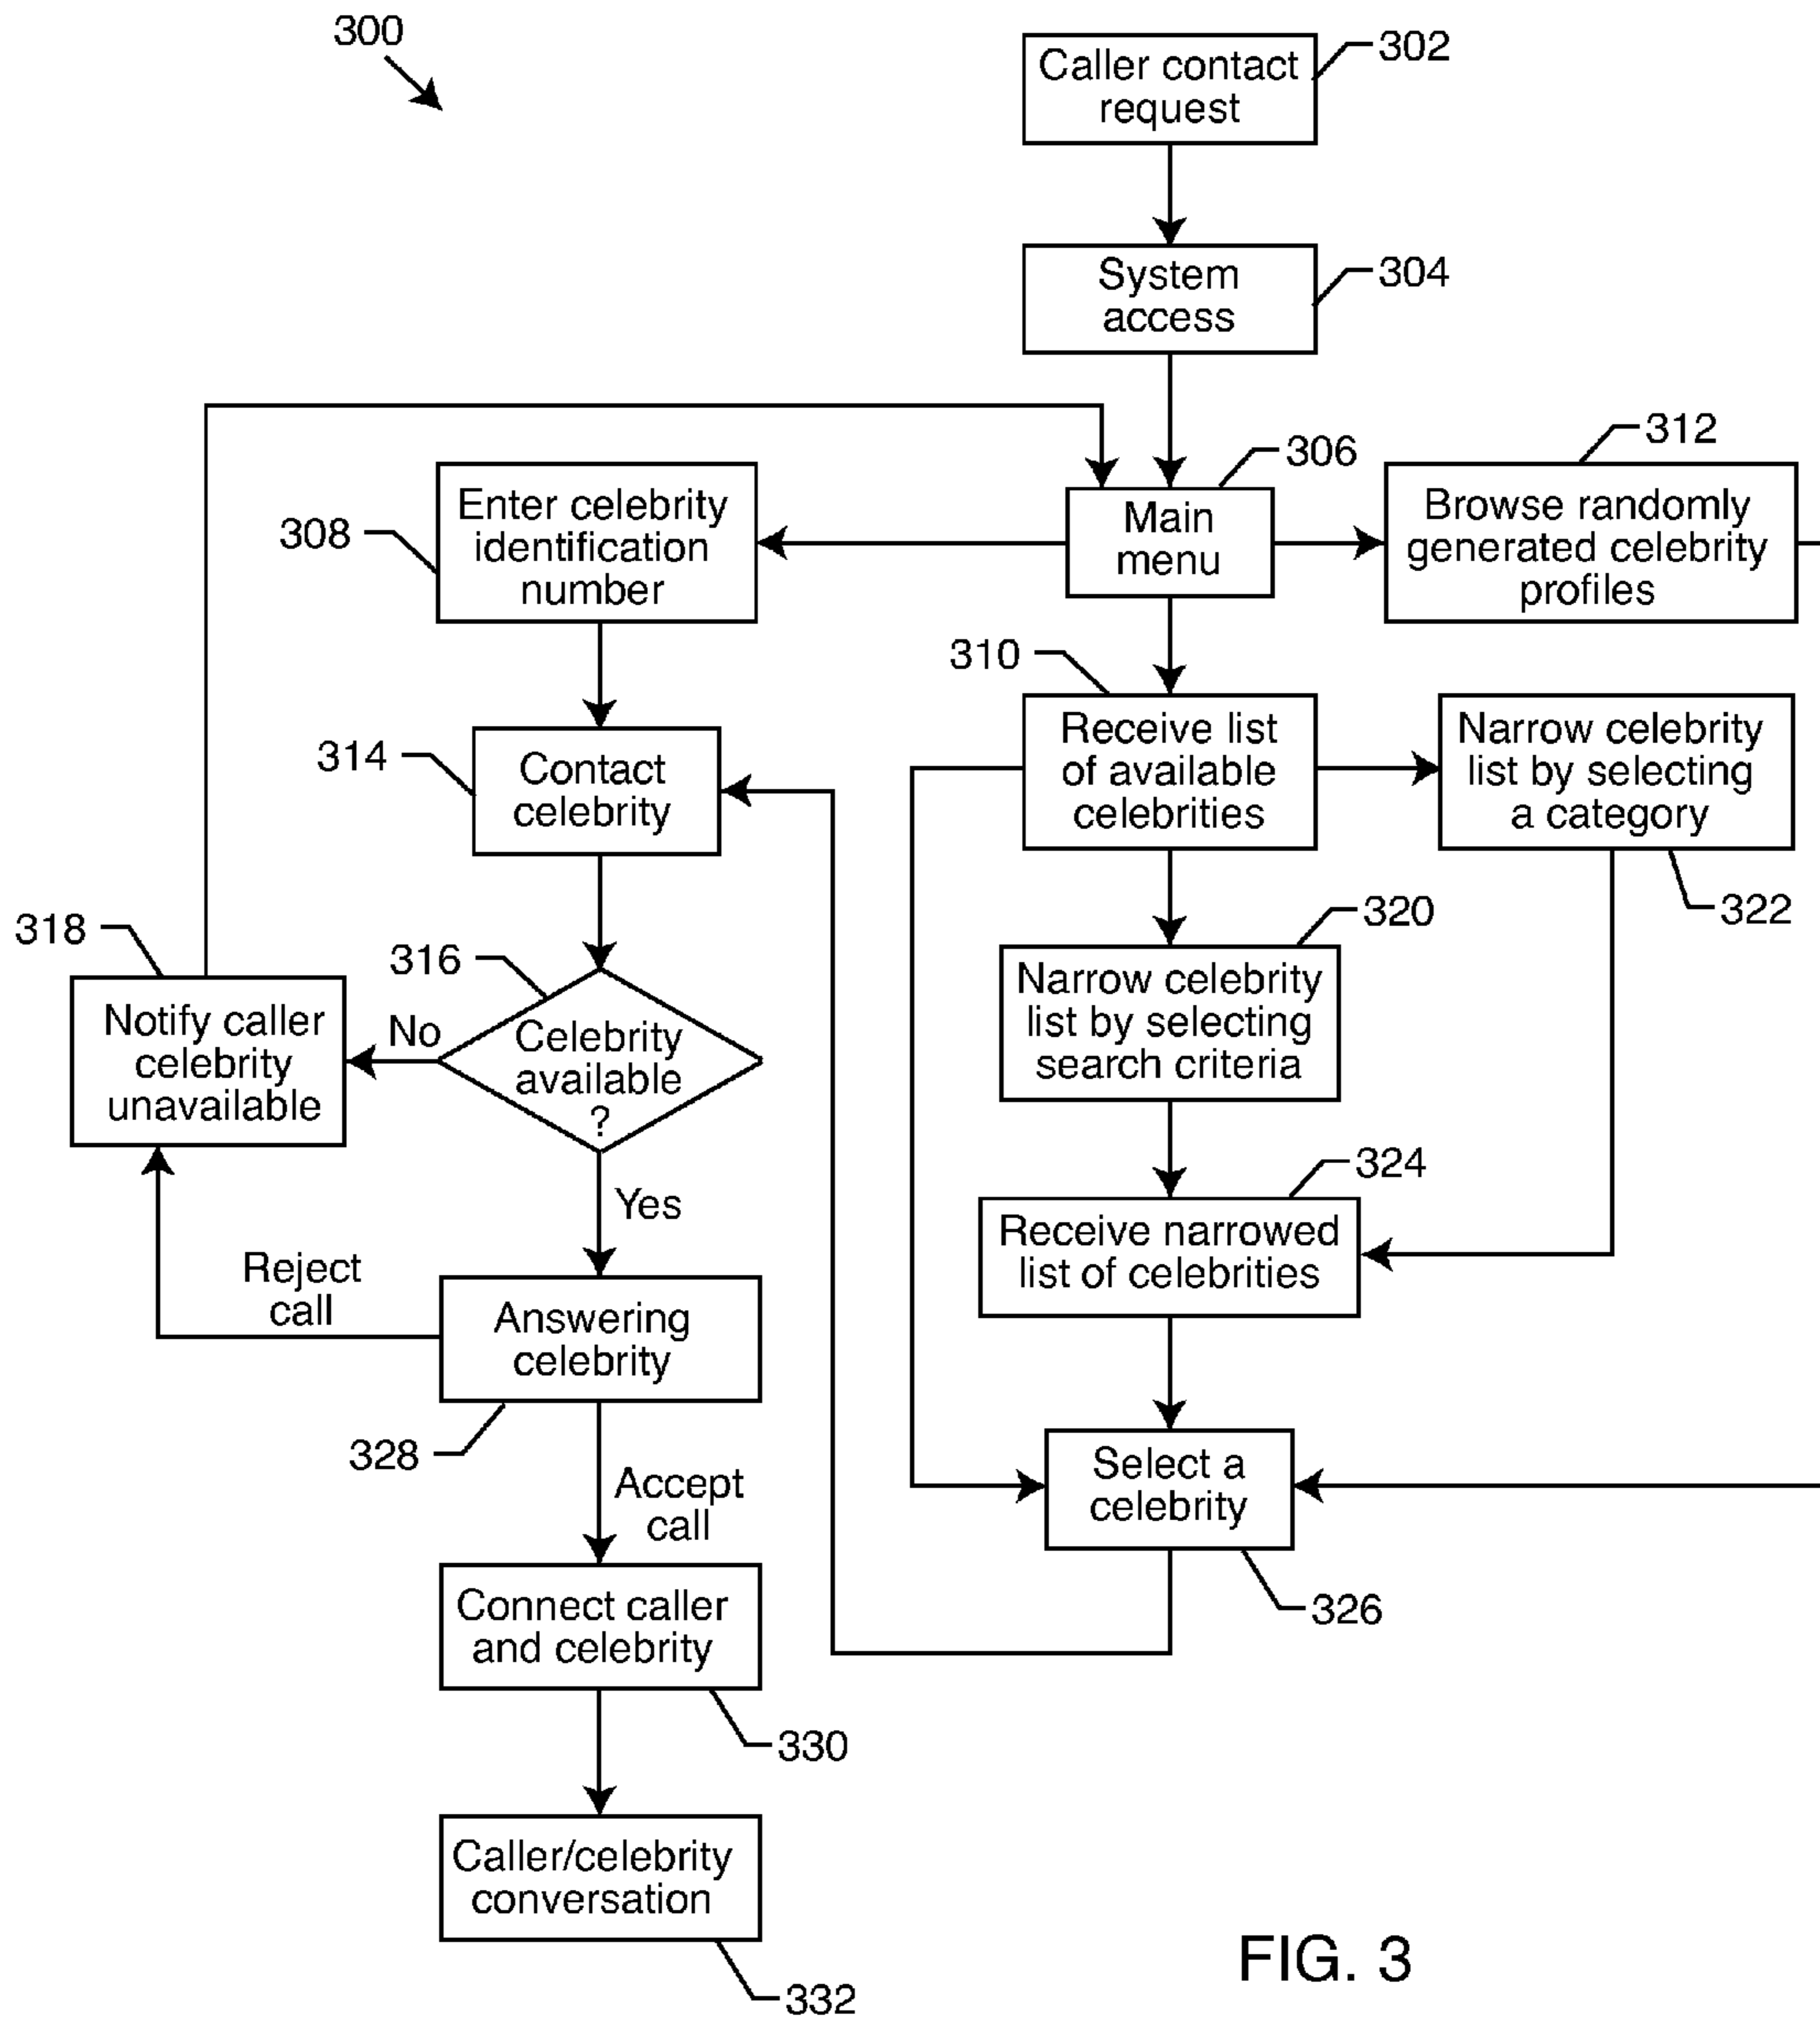 300
302
Caller contact
request
304
System
access
306
Main
menu
312
Browse randomly
generated celebrity
profiles
308
Enter celebrity
identification
number
310
Receive list
of available
celebrities
Narrow celebrity
list by selecting
a category
322
314
Contact
celebrity
320
Narrow celebrity
list by selecting
search criteria
318
Notify caller
celebrity
unavailable
316
No
Celebrity
available
?
Yes
324
Receive narrowed
list of celebrities
Reject
call
Answering
celebrity
328
Select a
celebrity
326
Accept
call
Connect caller
and celebrity
330
Caller/celebrity
conversation
332
FIG. 3